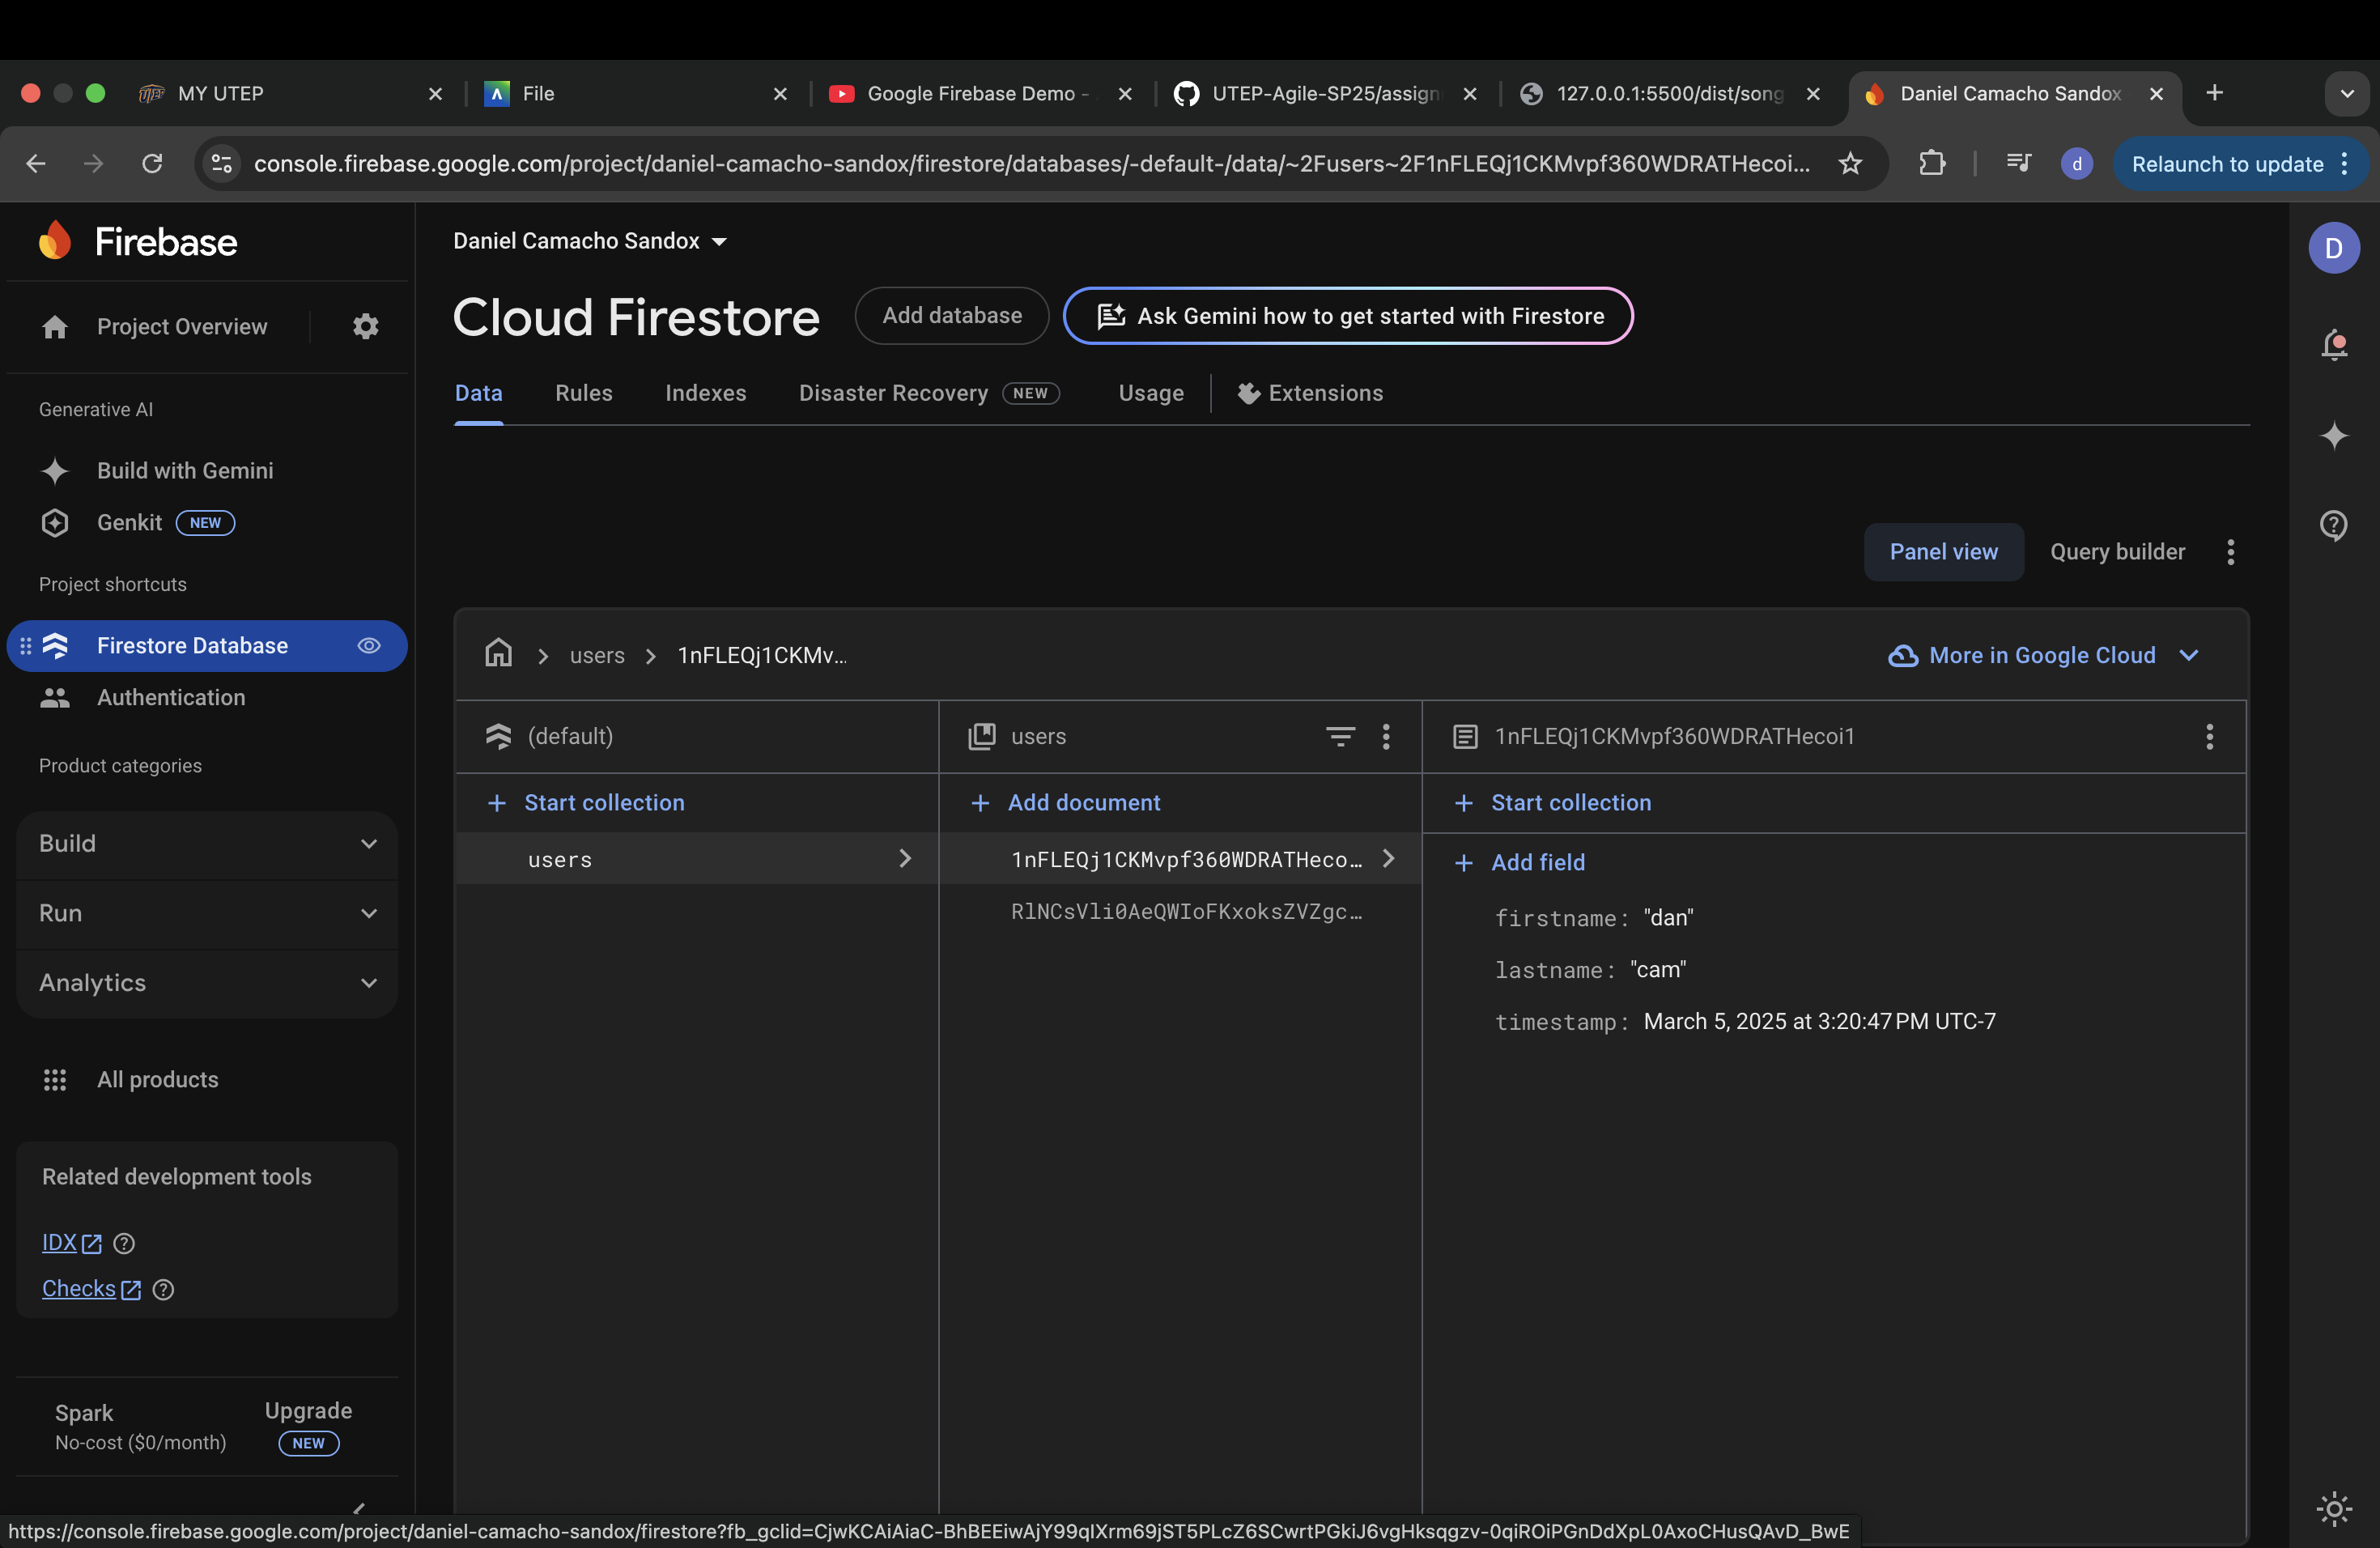 MY UTEP
File
Google Firebase Demo -
UTEP-Agile-SP25/assign
127.0.0.1:5500/dist/song
Daniel Camacho Sandox
console.firebase.google.com/project/daniel-camacho-sandox/firestore/databases/-default-/data/~2Fusers~2F1nFLEQj1CKMvpf360WDRATHecoi...
d
Relaunch to update
Firebase
Daniel Camacho Sandox
D
Cloud Firestore
Add database
Ask Gemini how to get started with Firestore
Project Overview
Data
Rules
Indexes
Disaster Recovery NEW
Usage
Extensions
Generative AI
Build with Gemini
Genkit NEW
Project shortcuts
Firestore Database
Authentication
Product categories
Build
Run
Analytics
All products
Related development tools
IDX
Checks
Spark
No-cost ($0/month)
Upgrade
NEW
Panel view
Query builder
users
1nFLEQj1CKMv...
More in Google Cloud
(default)
users
1nFLEQj1CKMvpf360WDRATHecoi1
+ Start collection
+ Add document
+ Start collection
users
1nFLEQj1CKMvpf360WDRATHeco...
+ Add field
RlNCsVli0AeQWIoFKxoksZVZgc...
firstname: "dan"
lastname: "cam"
timestamp: March 5, 2025 at 3:20:47 PM UTC-7
https://console.firebase.google.com/project/daniel-camacho-sandox/firestore?fb_gclid=CjwKCAiAiaC-BhBEEiwAjY99qIXrm69jST5PLcZ6SCwrtPGkiJ6vgHksqgzv-0qiROiPGnDdXpL0AxoCHusQAvD_BwE